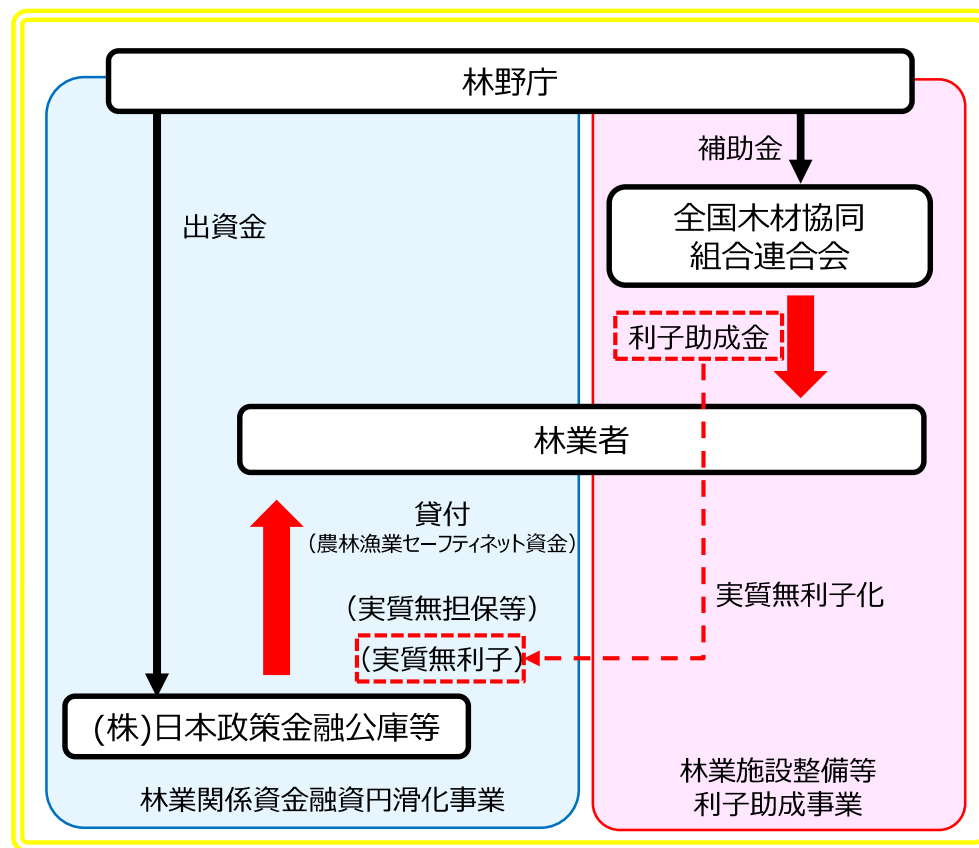 林野庁
補助金
出資金
全国木材協同
組合連合会
利子助成金
林業者
貸付
（農林漁業セーフティネット資金）
（実質無担保等）
実質無利子化
（実質無利子）
(株)日本政策金融公庫等
林業関係資金融資円滑化事業
林業施設整備等
利子助成事業